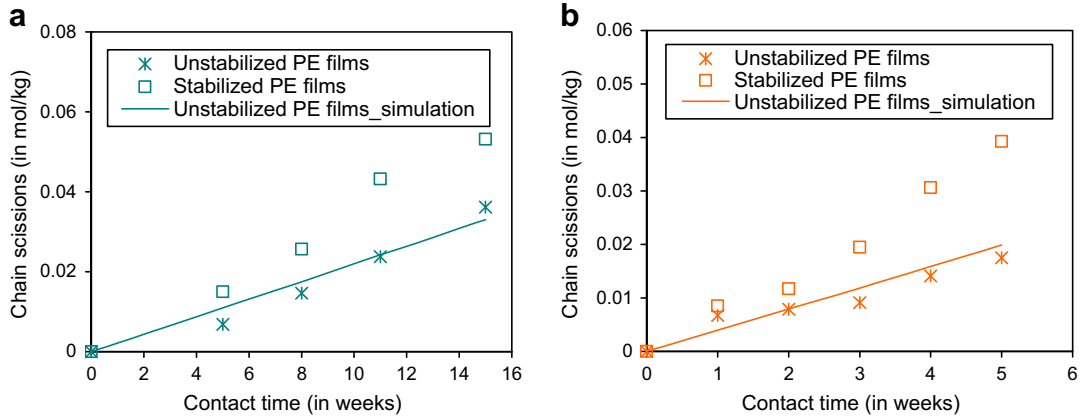 a
0.08
0.06
0.04
0.02
0
Chain scissions (in mol/kg)
Unstabilized PE films
Stabilized PE films
Unstabilized PE films_simulation
0 2 4 6 8 10 12 14 16
Contact time (in weeks)
b
0.06
0.05
0.04
0.03
0.02
0.01
0
Chain scissions (in mol/kg)
Unstabilized PE films
Stabilized PE films
Unstabilized PE films_simulation
0 1 2 3 4 5 6
Contact time (in weeks)